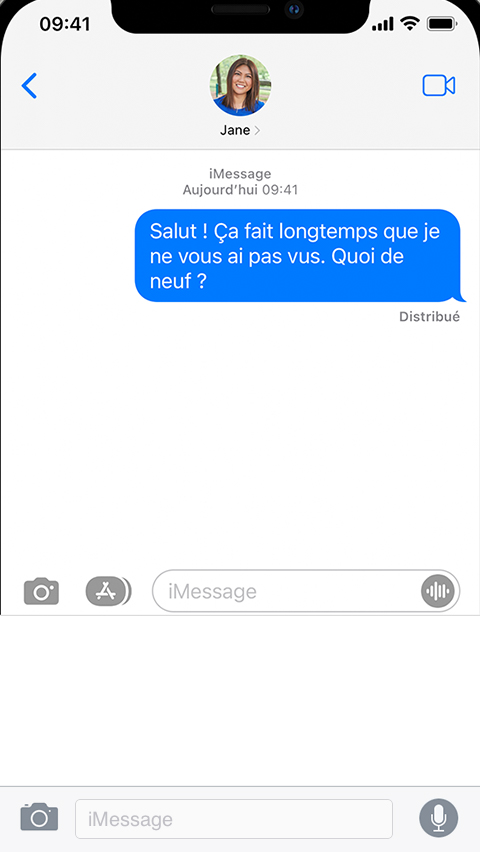 09:41
Jane
iMessage
Aujourd'hui 09:41
Salut ! Ça fait longtemps que je
ne vous ai pas vus. Quoi de
neuf ?
Distribué
iMessage
iMessage